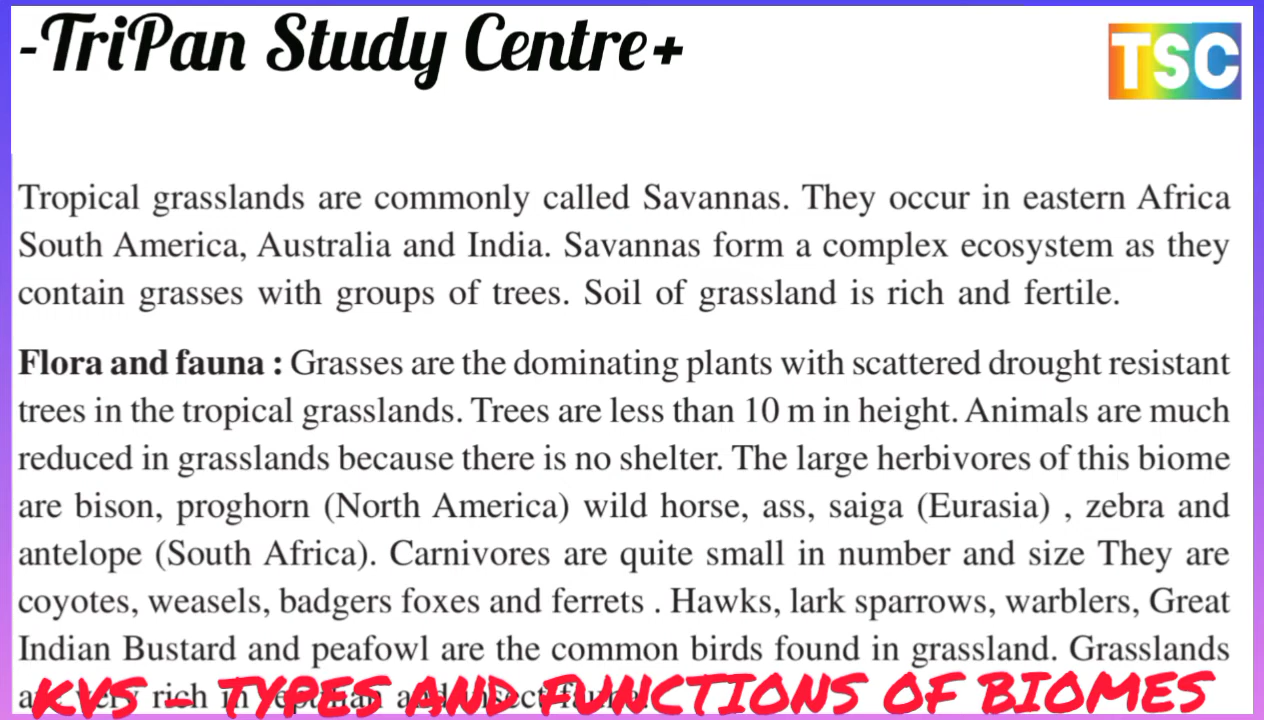 -TriPan Study Centre+
TSC
Tropical grasslands are commonly called Savannas. They occur in eastern Africa
South America, Australia and India. Savannas form a complex ecosystem as they
contain grasses with groups of trees. Soil of grassland is rich and fertile.
Flora and fauna : Grasses are the dominating plants with scattered drought resistant
trees in the tropical grasslands. Trees are less than 10 m in height. Animals are much
reduced in grasslands because there is no shelter. The large herbivores of this biome
are bison, proghorn (North America) wild horse, ass, saiga (Eurasia) , zebra and
antelope (South Africa). Carnivores are quite small in number and size They are
coyotes, weasels, badgers foxes and ferrets . Hawks, lark sparrows, warblers, Great
Indian Bustard and peafowl are the common birds found in grassland. Grasslands
rich in
KVS - TYPES AND FUNCTIONS OF BIOMES